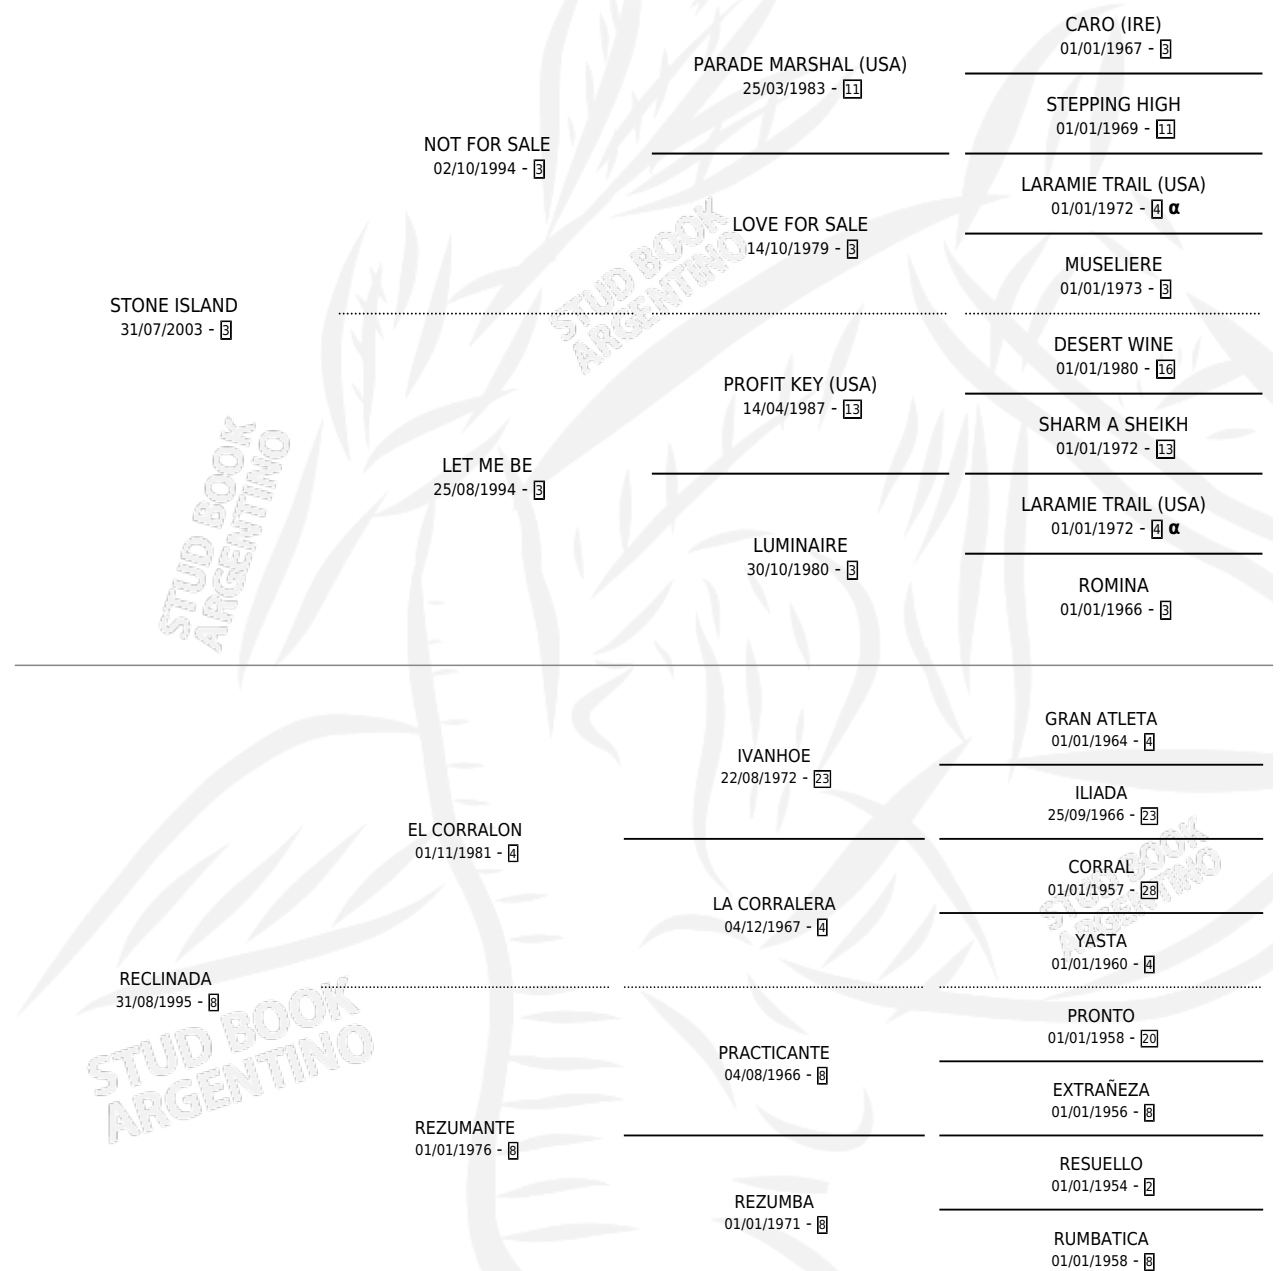 CARO (IRE)
01/01/1967 - 3
PARADE MARSHAL (USA)
25/03/1983 - 11
STEPPING HIGH
01/01/1969 - 11
NOT FOR SALE
02/10/1994 - 3
LARAMIE TRAIL (USA)
01/01/1972 - 4 α
LOVE FOR SALE
14/10/1979 - 3
MUSELIERE
01/01/1973 - 3
STONE ISLAND
31/07/2003 - 3
DESERT WINE
01/01/1980 - 16
PROFIT KEY (USA)
14/04/1987 - 13
SHARM A SHEIKH
01/01/1972 - 13
LET ME BE
25/08/1994 - 3
LARAMIE TRAIL (USA)
01/01/1972 - 4 α
LUMINAIRE
30/10/1980 - 3
ROMINA
01/01/1966 - 3
GRAN ATLETA
01/01/1964 - 4
IVANHOE
22/08/1972 - 23
ILIADA
25/09/1966 - 23
EL CORRALON
01/11/1981 - 4
CORRAL
01/01/1957 - 28
LA CORRALERA
04/12/1967 - 4
YASTA
01/01/1960 - 4
RECLINADA
31/08/1995 - 8
PRONTO
01/01/1958 - 20
PRACTICANTE
04/08/1966 - 8
EXTRAÑEZA
01/01/1956 - 8
REZUMANTE
01/01/1976 - 8
RESUELLO
01/01/1954 - 2
REZUMBA
01/01/1971 - 8
RUMBATICA
01/01/1958 - 8
STUD BOOK
ARGENTINO
STUD BOOK
ARGENTINO
STUD BOOK
ARGENTINO
STUD BOOK
ARGENTINO